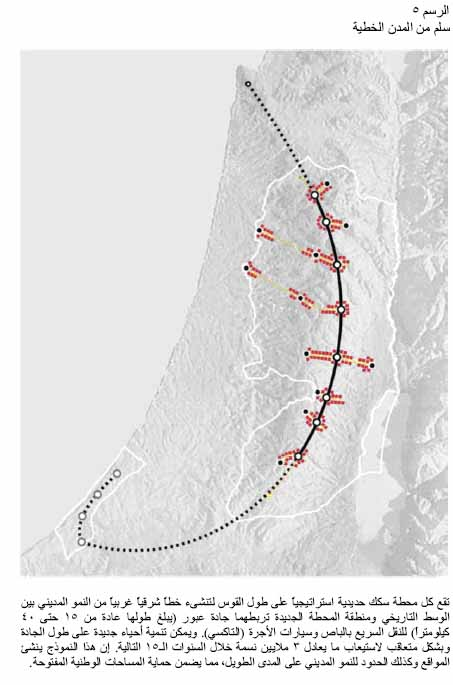 الرسم ٥
سلم من المدن الخطية
تقع كل محطة سكك حديدية استراتيجياً على طول القوس لتنشىء خطاً شرقياً غربياً من النمو المديني بين
الوسط التاريخي ومنطقة المحطة الجديدة تربطهما جادة عبور (يبلغ طولها عادة من ١٥ حتى ٤٠
كيلومتراً) للنقل السريع بالباص وسيارات الأجرة (التاكسي). ويمكن تنمية أحياء جديدة على طول الجادة
وبشكل متعاقب لاستيعاب ما يعادل ٣ ملايين نسمة خلال السنوات الـ١٥ التالية. إن هذا النموذج ينشئ
المواقع وكذلك الحدود للنمو المديني على المدى الطويل، مما يضمن حماية المساحات الوطنية المفتوحة.